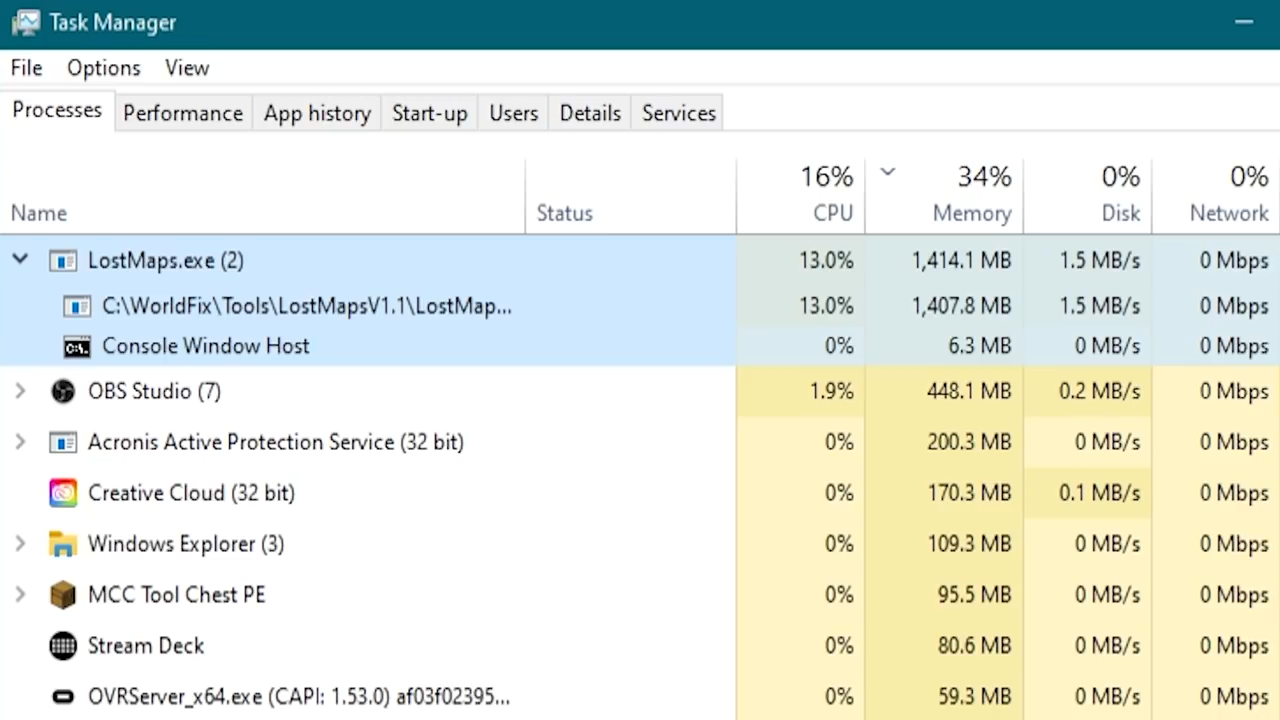 Task Manager
File Options View
Processes Performance App history Start-up Users Details Services
16% 34% 0% 0%
Name Status CPU Memory Disk Network
LostMaps.exe (2) 13.0% 1,414.1 MB 1.5 MB/s 0 Mbps
C:\WorldFix\Tools\LostMapsV1.1\LostMap... 13.0% 1,407.8 MB 1.5 MB/s 0 Mbps
C:\. Console Window Host 0% 6.3 MB 0 MB/s 0 Mbps
OBS Studio (7) 1.9% 448.1 MB 0.2 MB/s 0 Mbps
Acronis Active Protection Service (32 bit) 0% 200.3 MB 0 MB/s 0 Mbps
Creative Cloud (32 bit) 0% 170.3 MB 0.1 MB/s 0 Mbps
Windows Explorer (3) 0% 109.3 MB 0 MB/s 0 Mbps
MCC Tool Chest PE 0% 95.5 MB 0 MB/s 0 Mbps
Stream Deck 0% 80.6 MB 0 MB/s 0 Mbps
OVRServer_x64.exe (CAPI: 1.53.0) af03f02395... 0% 59.3 MB 0 MB/s 0 Mbps